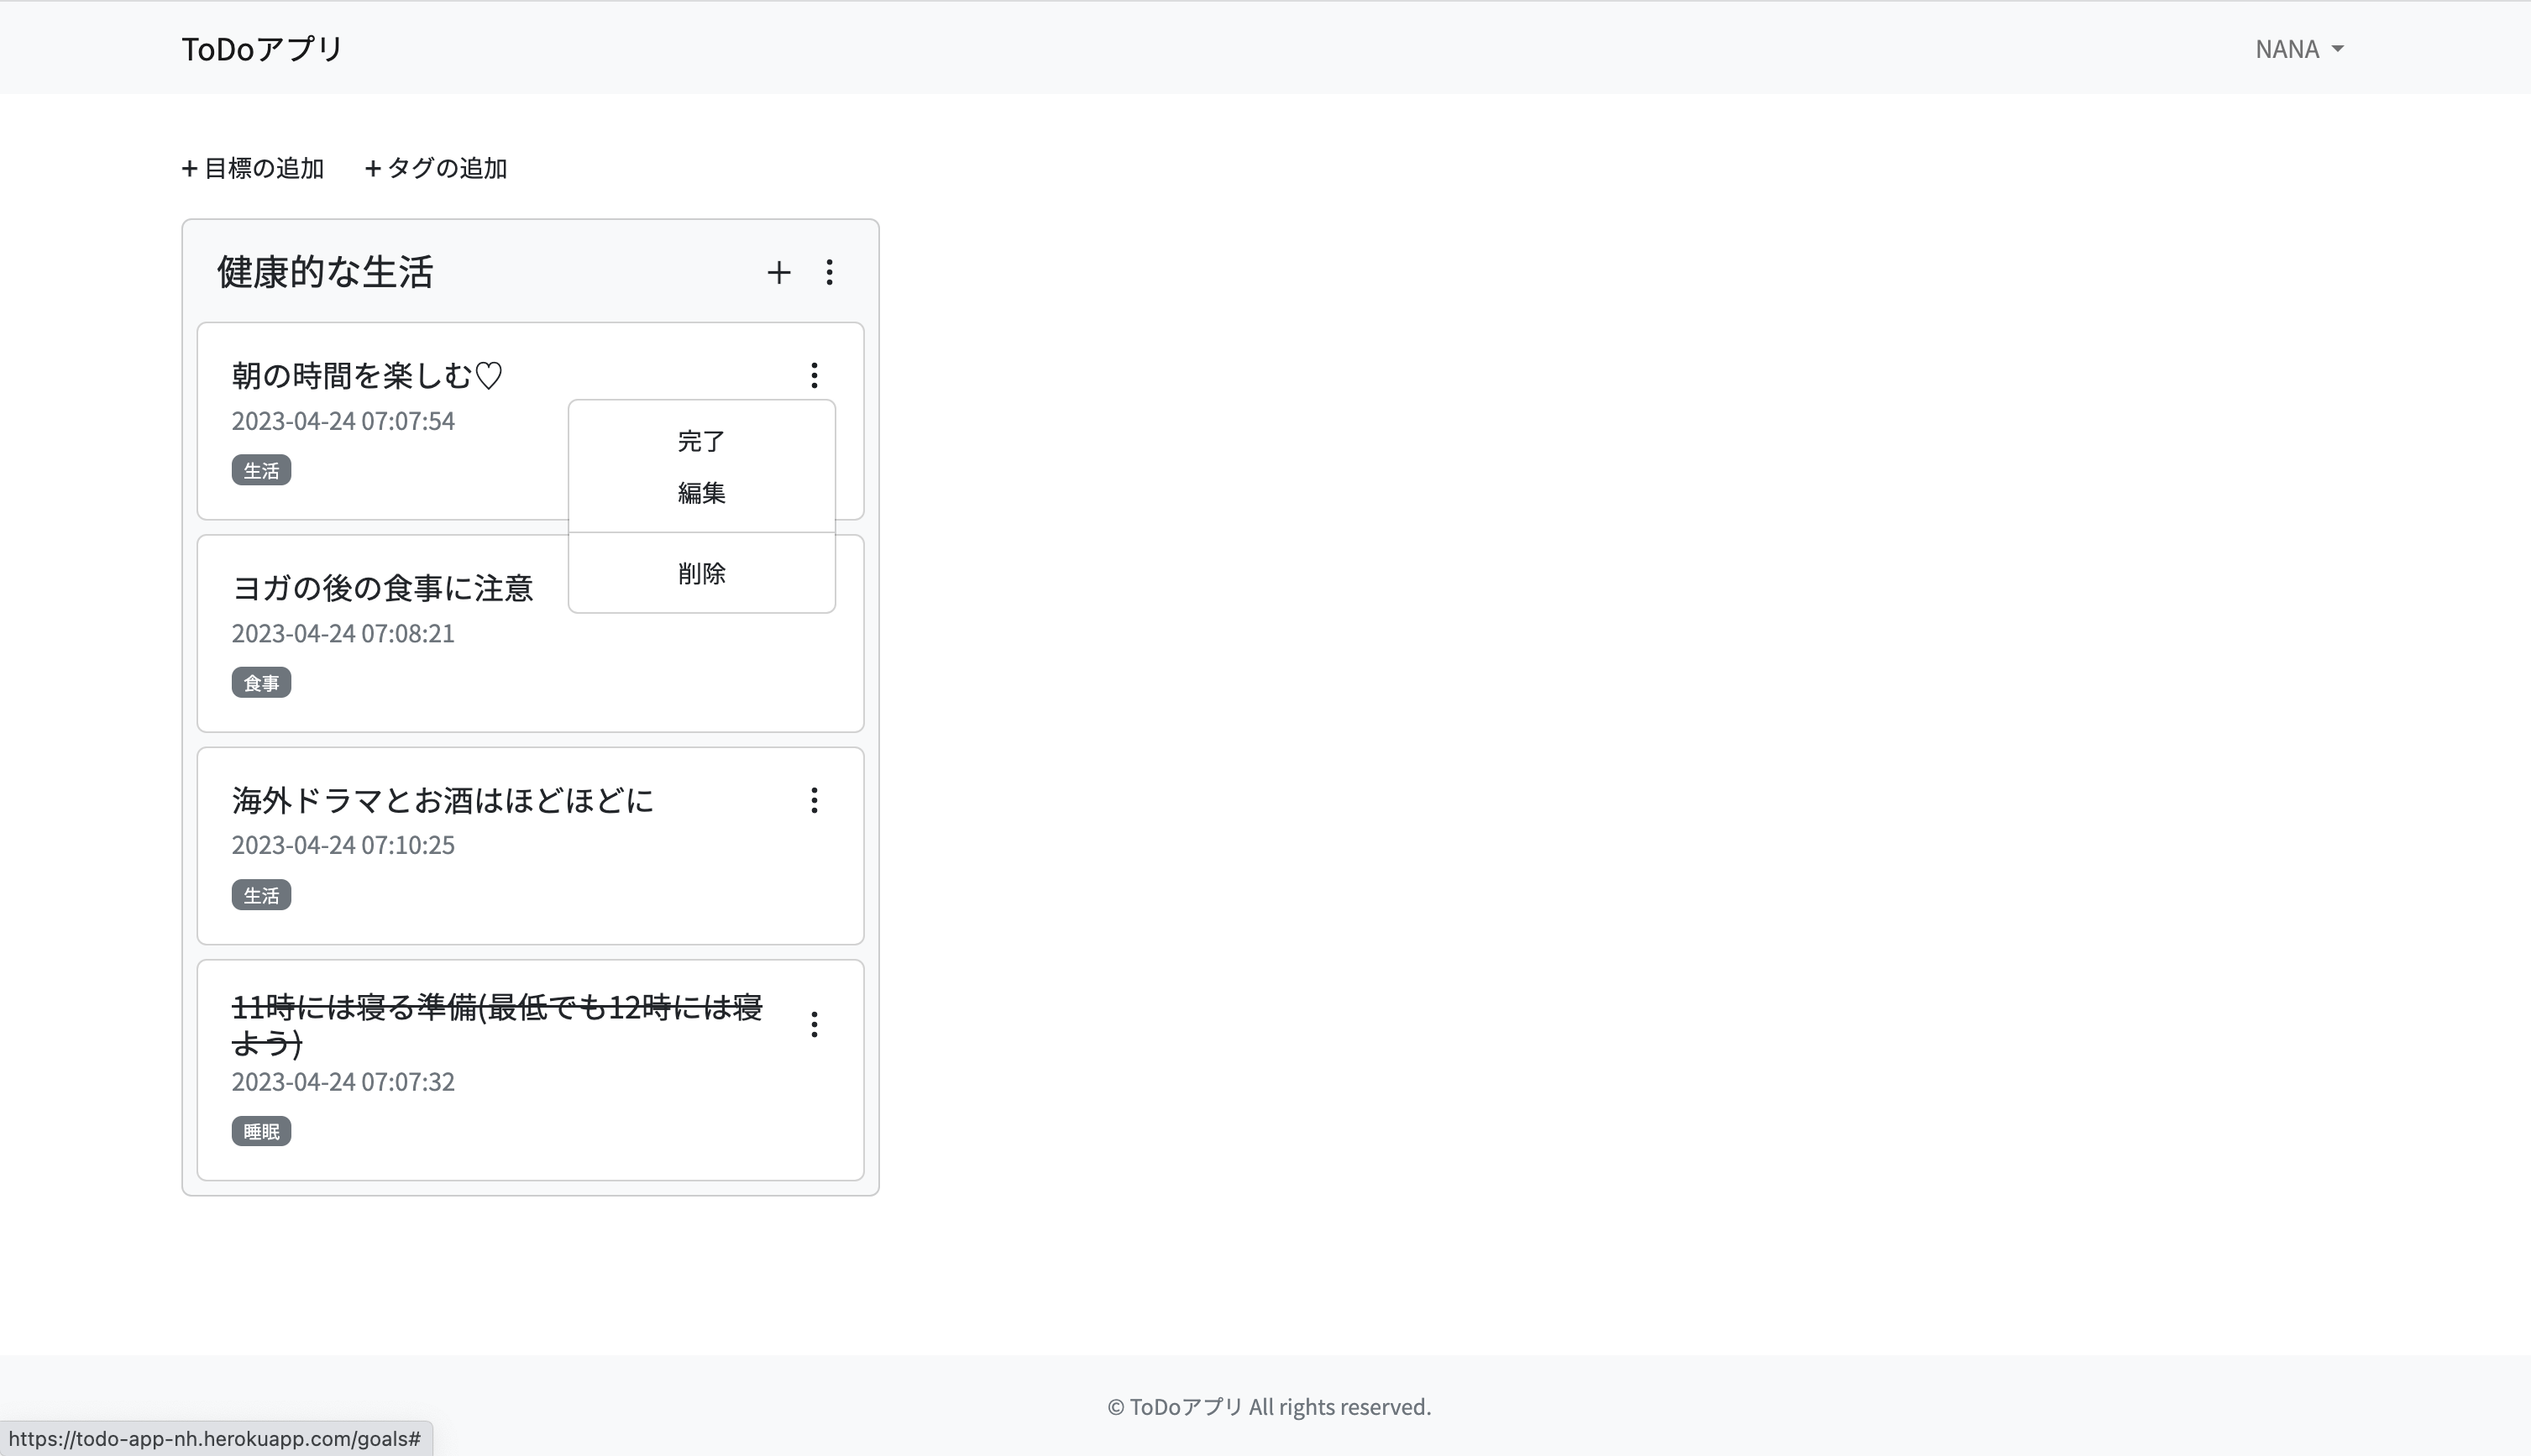 ToDoアプリ
NANA
+ 目標の追加
+ タグの追加
健康的な生活
朝の時間を楽しむ♡
2023-04-24 07:07:54
生活
完了
編集
削除
ヨガの後の食事に注意
2023-04-24 07:08:21
食事
海外ドラマとお酒はほどほどに
2023-04-24 07:10:25
生活
11時には寝る準備(最低でも12時には寝
よう)
2023-04-24 07:07:32
睡眠
© ToDoアプリ All rights reserved.
https://todo-app-nh.herokuapp.com/goals#